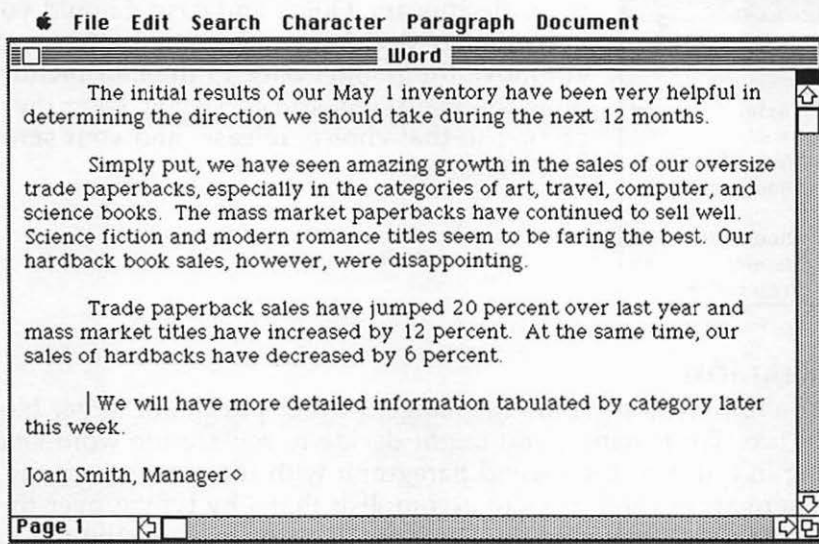 File Edit Search Character Paragraph Document
Word
The initial results of our May 1 inventory have been very helpful in
determining the direction we should take during the next 12 months.
Simply put, we have seen amazing growth in the sales of our oversize
trade paperbacks, especially in the categories of art, travel, computer, and
science books. The mass market paperbacks have continued to sell well.
Science fiction and modern romance titles seem to be faring the best. Our
hardback book sales, however, were disappointing.
Trade paperback sales have jumped 20 percent over last year and
mass market titles have increased by 12 percent. At the same time, our
sales of hardbacks have decreased by 6 percent.
We will have more detailed information tabulated by category later
this week.
Joan Smith, Manager◇
Page 1